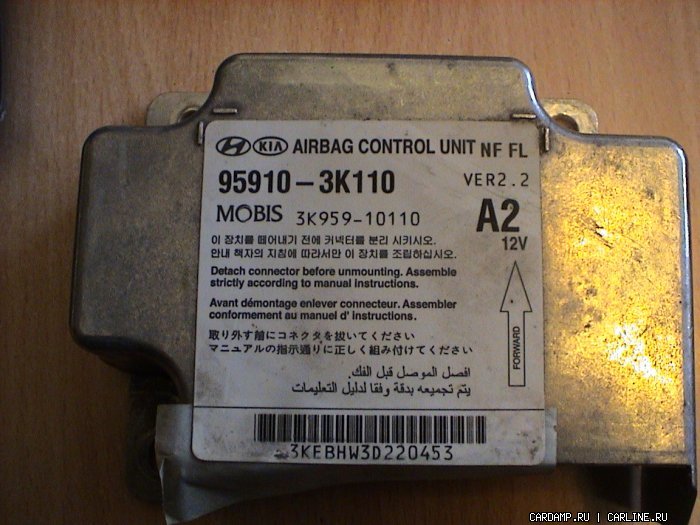 HYUNDAI KIA AIRBAG CONTROL UNIT NF FL
95910-3K110 VER2.2
MOBIS 3K959-10110 A2
12V
이 장치를 떼어내기 전에 커넥터를 분리 시키시오.
안내 책자의 지침에 따라서만 이 장치를 조립하십시오.
Detach connector before unmounting. Assemble
strictly according to manual instructions.
Avant démontage enlever connecteur. Assembler
conformement au manuel d' instructions.
FORWARD
取り外す前にコネクタを抜いてください
マニュアルの指示通りに正しく組み付けてください
افصل الموصل قبل الفك.
يتم تجميعه بدقة وفقا لدليل التعليمات
3KEBHW3D220453
CARDAMP.RU | CARLINE.RU